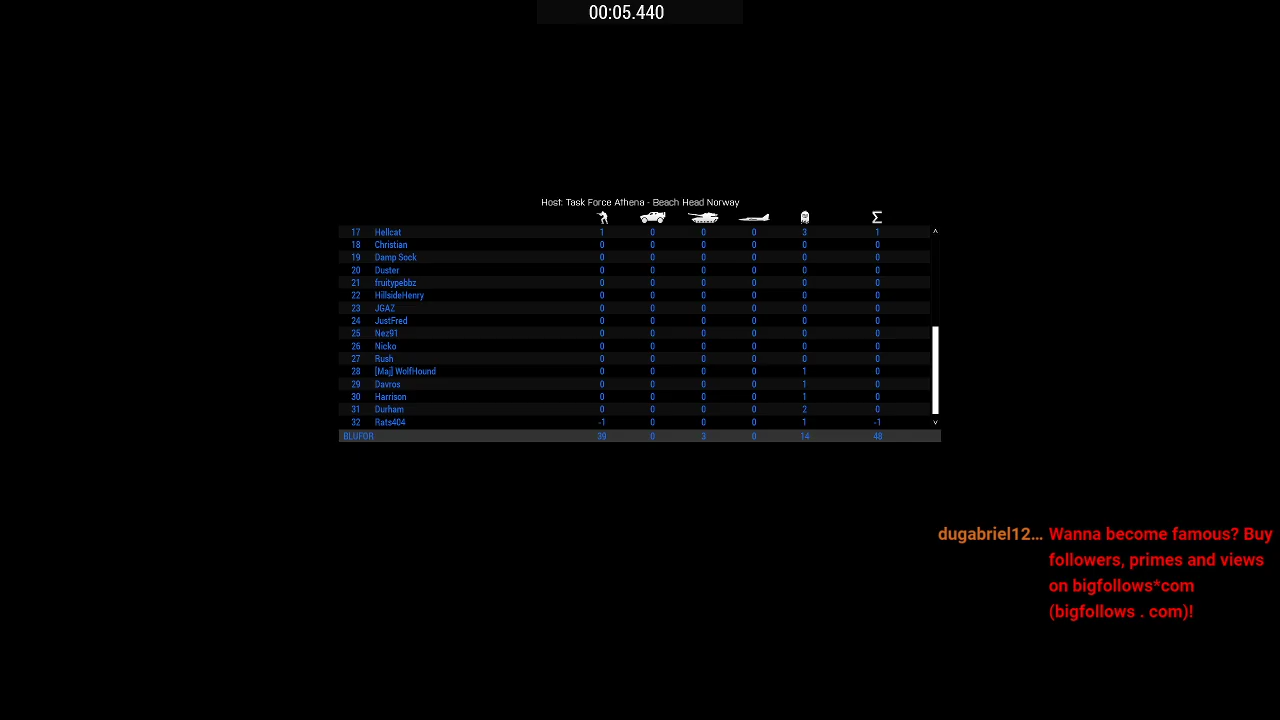 00:05.440
Host: Task Force Athena - Beach Head Norway
Σ
17 Hellcat 1 0 0 0 3 1
18 Christian 0 0 0 0 0 0
19 Damp Sock 0 0 0 0 0 0
20 Duster 0 0 0 0 0 0
21 fruitypebbz 0 0 0 0 0 0
22 HillsideHenry 0 0 0 0 0 0
23 JGAZ 0 0 0 0 0 0
24 JustFred 0 0 0 0 0 0
25 Nez91 0 0 0 0 0 0
26 Nicko 0 0 0 0 0 0
27 Rush 0 0 0 0 0 0
28 [Maj] WolfHound 0 0 0 0 1 0
29 Davros 0 0 0 0 1 0
30 Harrison 0 0 0 0 1 0
31 Durham 0 0 0 0 2 0
32 Rats404 -1 0 0 0 1 -1
BLUFOR 39 0 3 0 14 48
dugabriel12... Wanna become famous? Buy
followers, primes and views
on bigfollows*com
(bigfollows . com)!